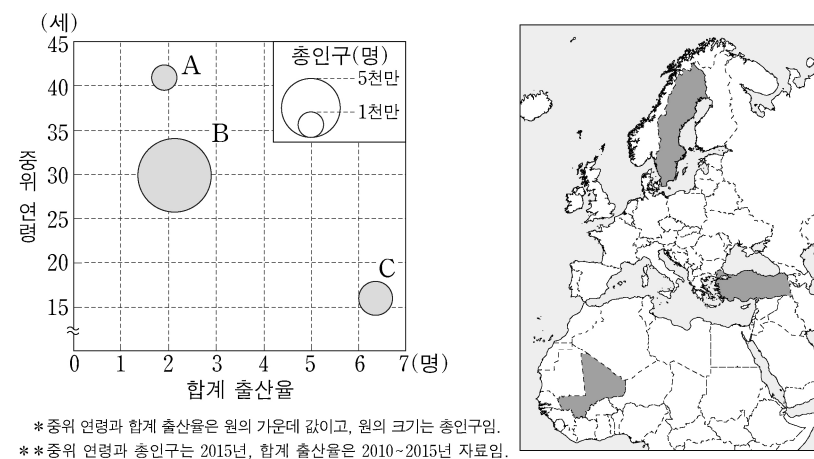 (세)
45
40
35
30
25
20
15
중위 연령
0 1 2 3 4 5 6 7(명)
합계 출산율
A
B
C
총인구(명)
5천만
1천만
*중위 연령과 합계 출산율은 원의 가운데 값이고, 원의 크기는 총인구임.
**중위 연령과 총인구는 2015년, 합계 출산율은 2010~2015년 자료임.